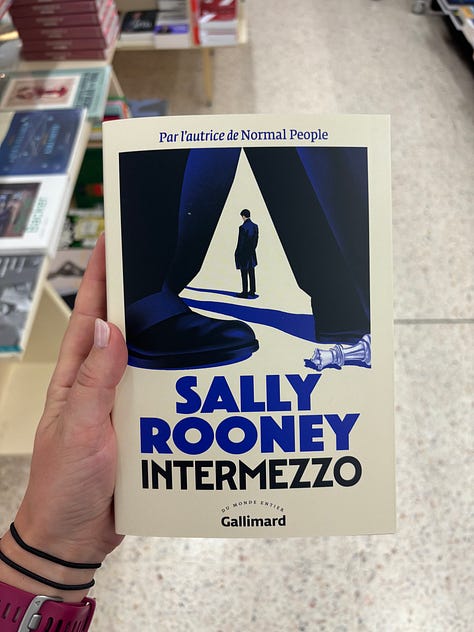 Par l'autrice de Normal People
SALLY
ROONEY
INTERMEZZO
DU MONDE ENTIER
Gallimard